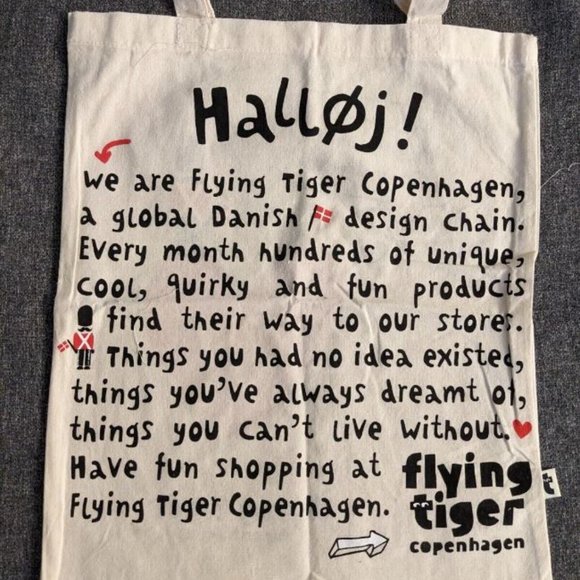 Halløj!
We are Flying Tiger Copenhagen,
a global Danish design chain.
Every month hundreds of unique,
cool, quirky and fun products
find their way to our stores.
Things you had no idea existed,
things you've always dreamt of,
things you can't live without.
Have fun shopping at
Flying Tiger Copenhagen.
flying
tiger
copenhagen
t